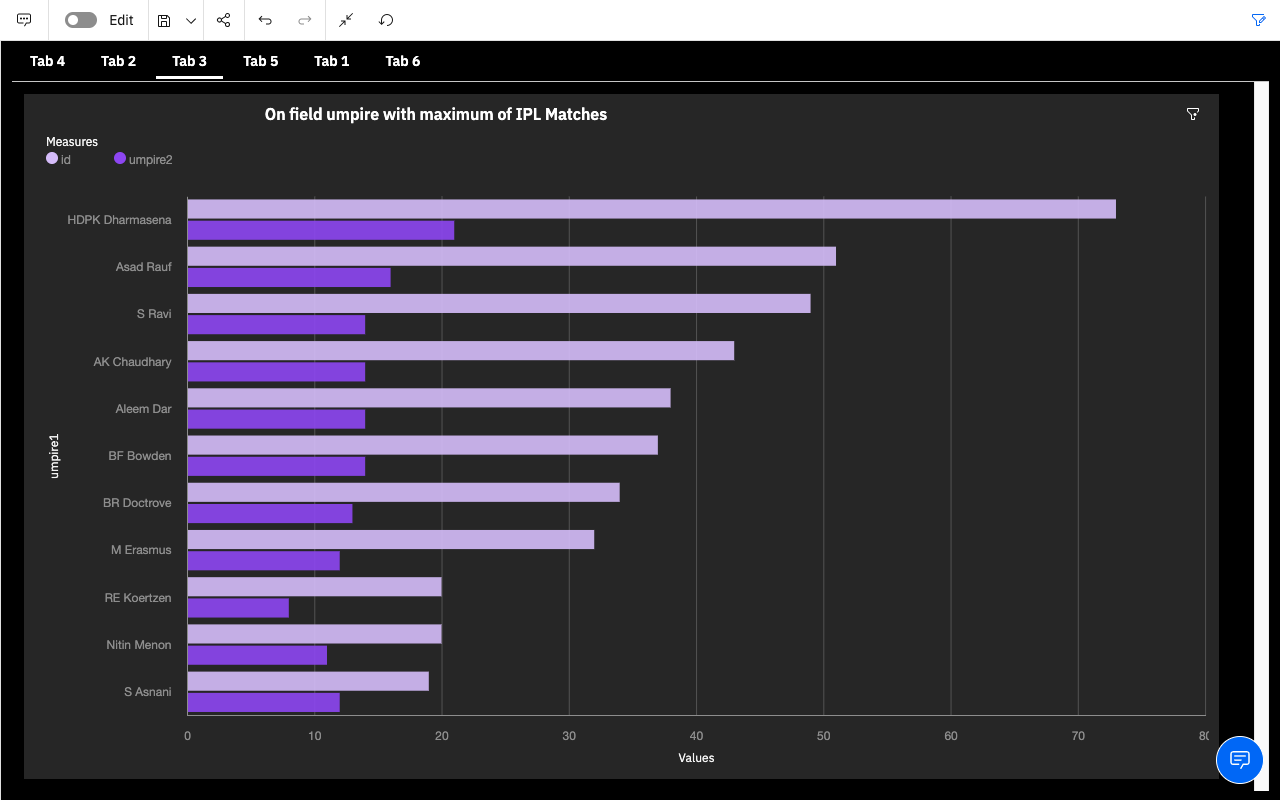 Edit
Tab 4 Tab 2 Tab 3 Tab 5 Tab 1 Tab 6
On field umpire with maximum of IPL Matches
Measures
id umpire2
HDPK Dharmasena
Asad Rauf
S Ravi
AK Chaudhary
Aleem Dar
umpire1
BF Bowden
BR Doctrove
M Erasmus
RE Koertzen
Nitin Menon
S Asnani
0 10 20 30 40 50 60 70 80
Values